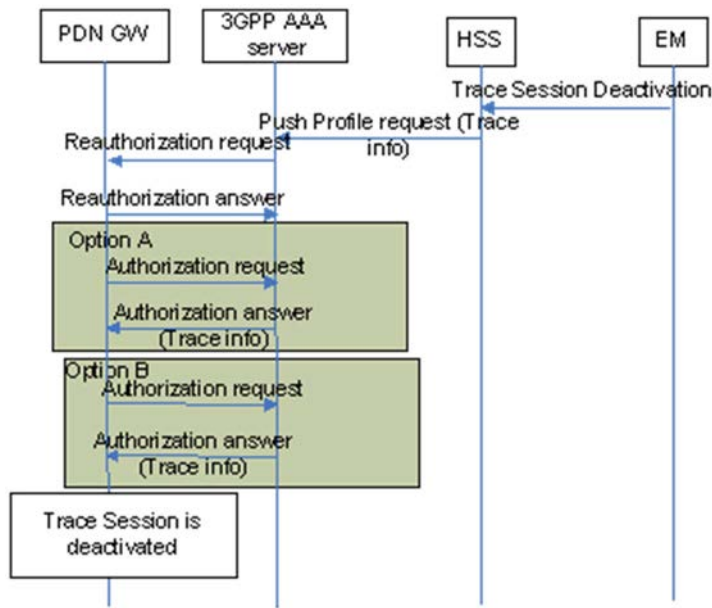 PDN GW
3GPP AAA
server
HSS
EM
Trace Session Deactivation
Push Profile request (Trace
info)
Reauthorization request
Reauthorization answer
Option A
Authorization request
Authorization answer
(Trace info)
Option B
Authorization request
Authorization answer
(Trace info)
Trace Session is
deactivated